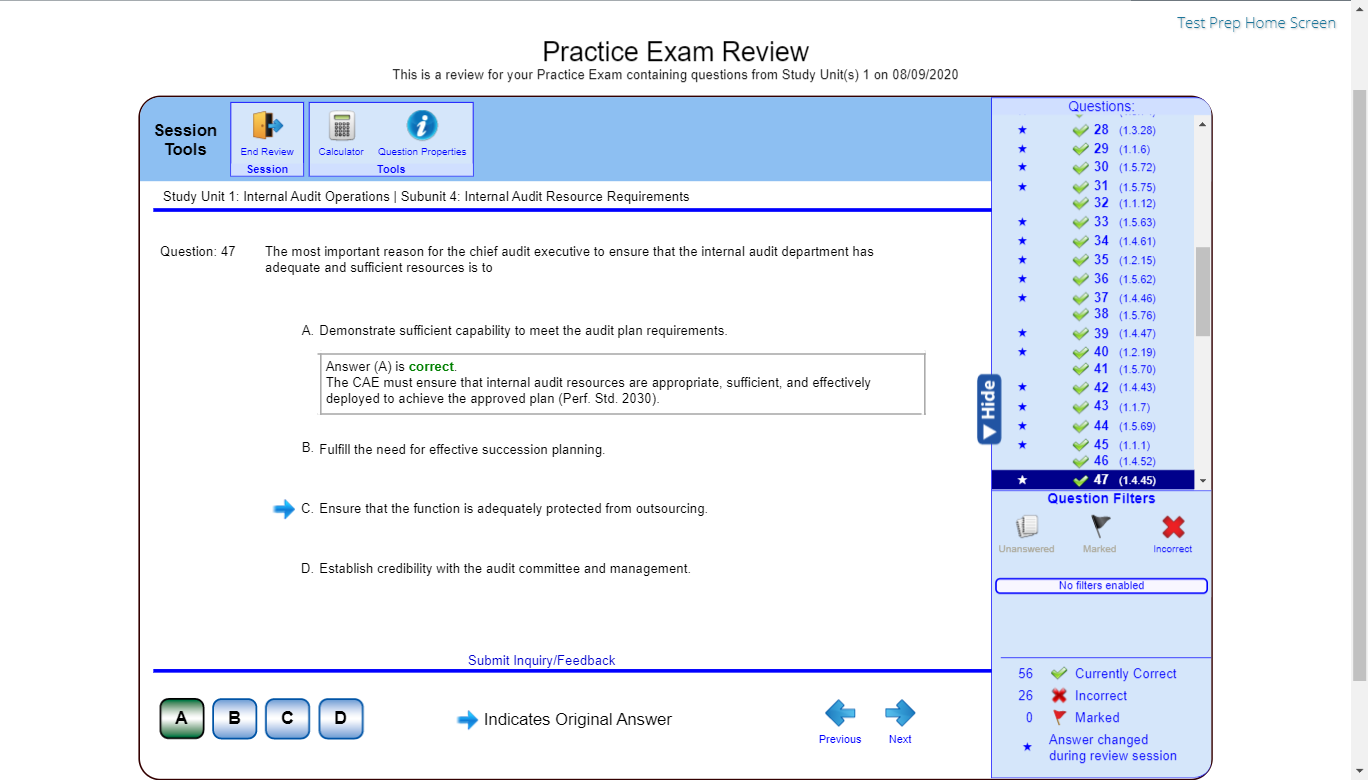 Test Prep Home Screen
Practice Exam Review
This is a review for your Practice Exam containing questions from Study Unit(s) 1 on 08/09/2020
Session
Tools
End Review
Session
Calculator
Question Properties
Tools
Study Unit 1: Internal Audit Operations | Subunit 4: Internal Audit Resource Requirements
Question: 47
The most important reason for the chief audit executive to ensure that the internal audit department has
adequate and sufficient resources is to
A. Demonstrate sufficient capability to meet the audit plan requirements.
Answer (A) is correct.
The CAE must ensure that internal audit resources are appropriate, sufficient, and effectively
deployed to achieve the approved plan (Perf. Std. 2030).
B. Fulfill the need for effective succession planning.
C. Ensure that the function is adequately protected from outsourcing.
D. Establish credibility with the audit committee and management.
Submit Inquiry/Feedback
A B C D
Indicates Original Answer
Previous
Next
Questions:
28 (1.3.28)
29 (1.1.6)
30 (1.5.72)
31 (1.5.75)
32 (1.1.12)
33 (1.5.63)
34 (1.4.61)
35 (1.2.15)
36 (1.5.62)
37 (1.4.46)
38 (1.5.76)
39 (1.4.47)
40 (1.2.19)
41 (1.5.70)
42 (1.4.43)
43 (1.1.7)
44 (1.5.69)
45 (1.1.1)
46 (1.4.52)
47 (1.4.45)
Hide
Question Filters
Unanswered
Marked
Incorrect
No filters enabled
56 Currently Correct
26 Incorrect
0 Marked
Answer changed
during review session